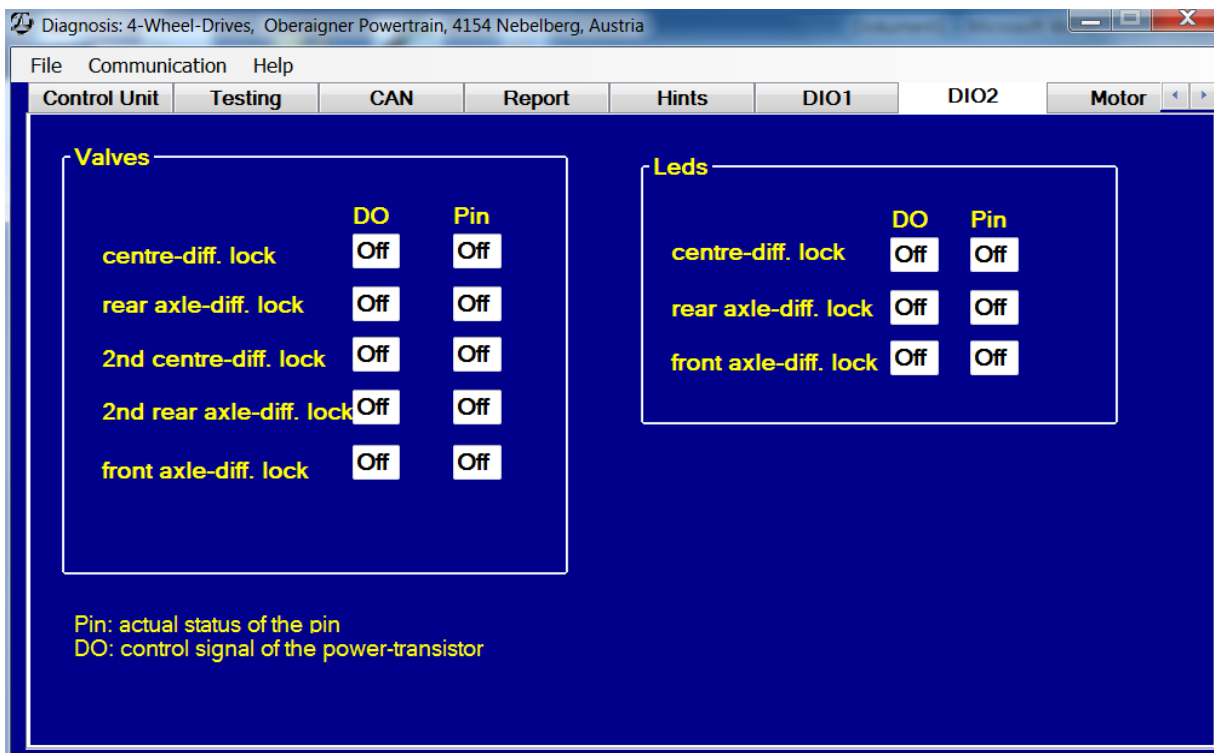 Diagnosis: 4-Wheel-Drives, Oberaigner Powertrain, 4154 Nebelberg, Austria
File Communication Help
Control Unit Testing CAN Report Hints DIO1 DIO2 Motor
Valves
DO Pin
centre-diff. lock Off Off
rear axle-diff. lock Off Off
2nd centre-diff. lock Off Off
2nd rear axle-diff. lock Off Off
front axle-diff. lock Off Off
Leds
DO Pin
centre-diff. lock Off Off
rear axle-diff. lock Off Off
front axle-diff. lock Off Off
Pin: actual status of the pin
DO: control signal of the power-transistor